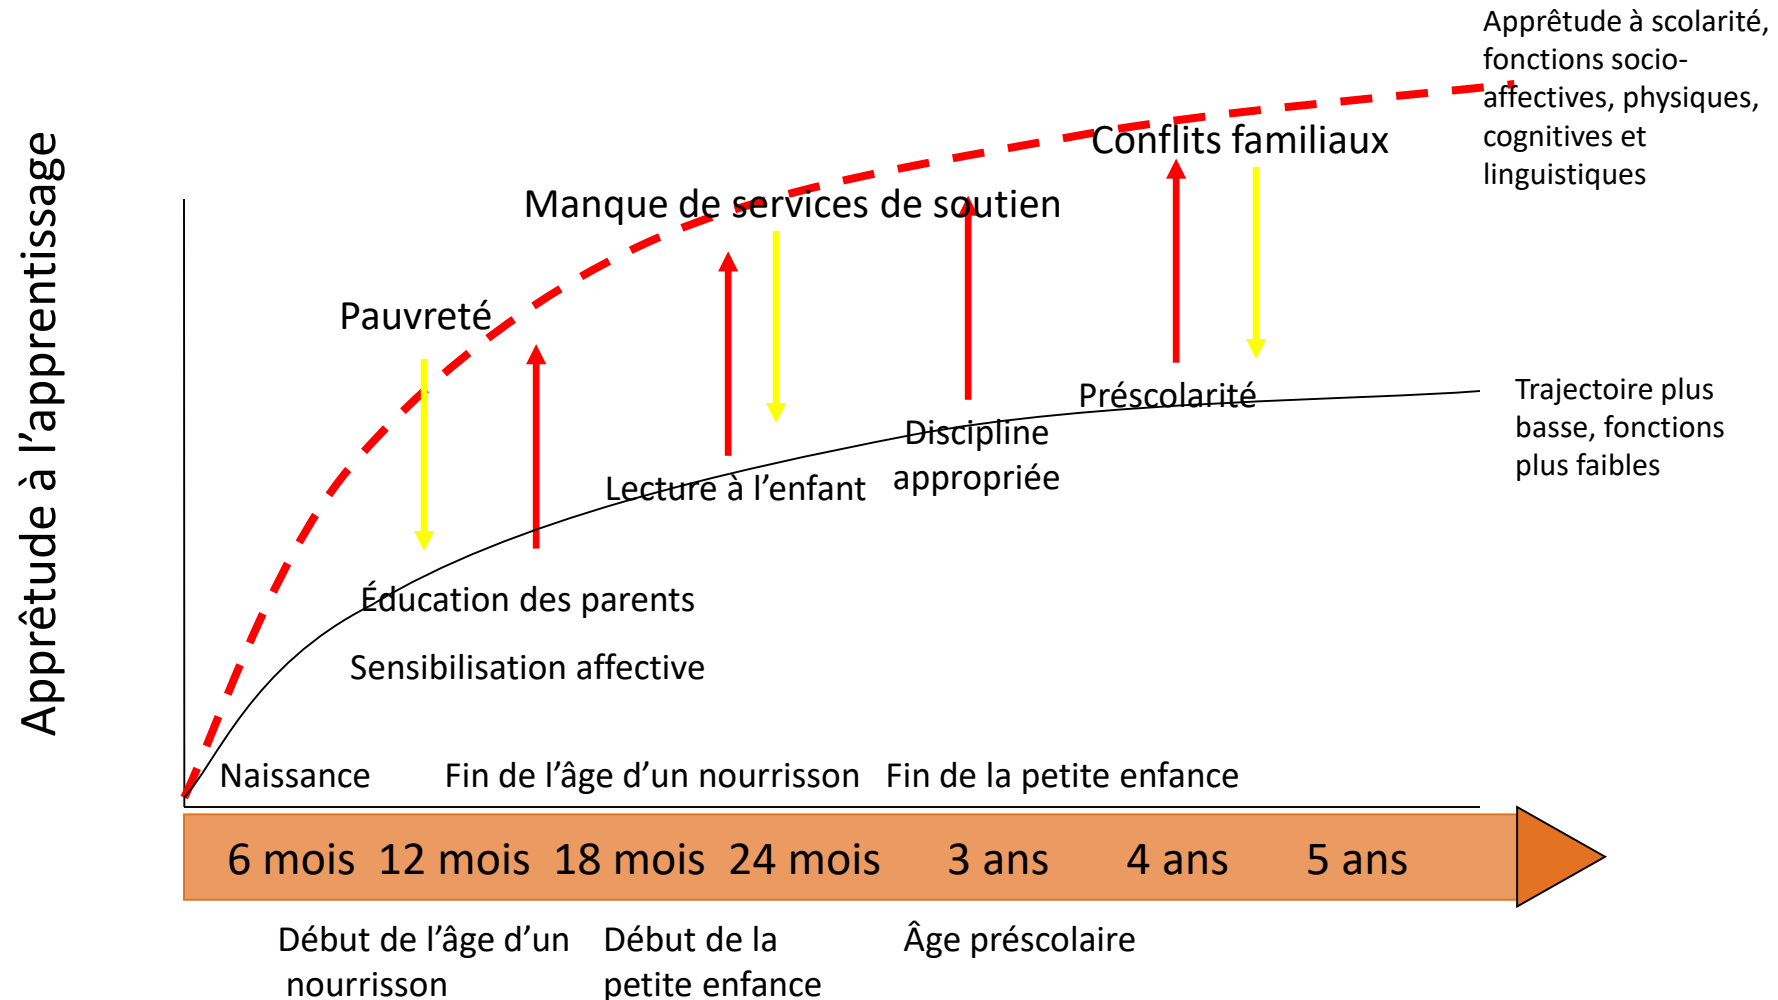 Apprêtude à l'apprentissage
Apprêtude à scolarité,
fonctions socio-
affectives, physiques,
cognitives et
linguistiques
Conflits familiaux
Manque de services de soutien
Pauvreté
Préscolarité
Trajectoire plus
basse, fonctions
plus faibles
Discipline
appropriée
Lecture à l’enfant
Éducation des parents
Sensibilisation affective
Naissance
Fin de l’âge d’un nourrisson
Fin de la petite enfance
6 mois
12 mois
18 mois
24 mois
3 ans
4 ans
5 ans
Début de l’âge d’un
nourrisson
Début de la
petite enfance
Âge préscolaire